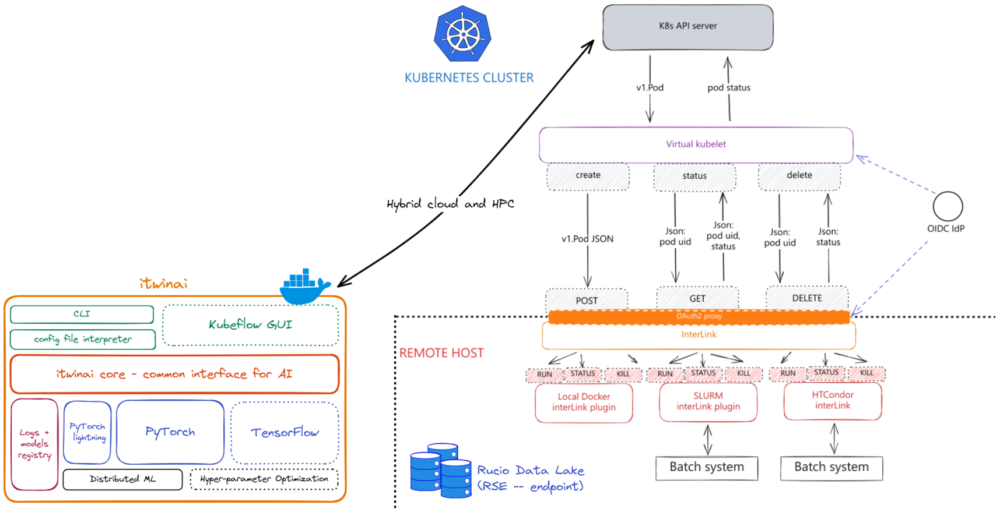 K8s API server
KUBERNETES CLUSTER
v1.Pod
pod status
Virtual kubelet
create
status
delete
Hybrid cloud and HPC
OIDC IdP
v1.Pod JSON
Json:
pod uid
Json:
pod uid,
status
Json:
pod uid
Json:
status
POST
GET
DELETE
OAuth2 proxy
InterLink
REMOTE HOST
RUN
STATUS
KILL
RUN
STATUS
KILL
RUN
STATUS
KILL
Local Docker
interLink plugin
SLURM
interLink plugin
HTCondor
interLink
Batch system
Batch system
Rucio Data Lake
(RSE -- endpoint)
itwinai
CLI
config file interpreter
Kubeflow GUI
itwinai core - common interface for AI
Logs +
models
registry
PyTorch
lightning
PyTorch
TensorFlow
Distributed ML
Hyper-parameter Optimization